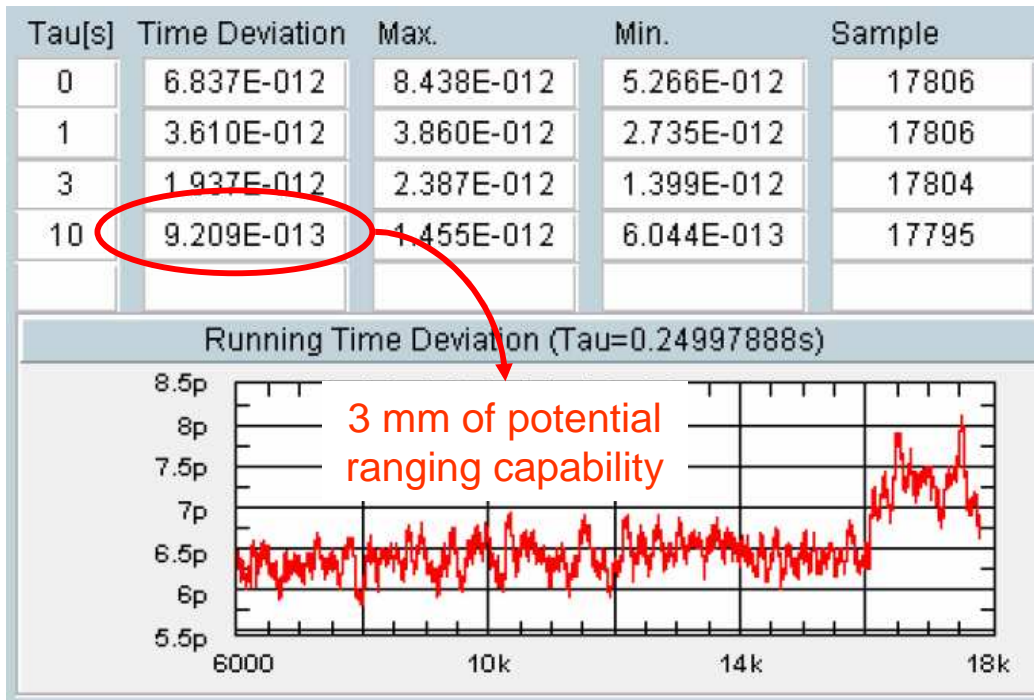 Tau[s] Time Deviation Max. Min. Sample
0 6.837E-012 8.438E-012 5.266E-012 17806
1 3.610E-012 3.860E-012 2.735E-012 17806
3 1.937E-012 2.387E-012 1.399E-012 17804
10 9.209E-013 1.455E-012 6.044E-013 17795
Running Time Deviation (Tau=0.24997888s)
8.5p
8p
7.5p
7p
6.5p
6p
5.5p
3 mm of potential
ranging capability
6000 10k 14k 18k